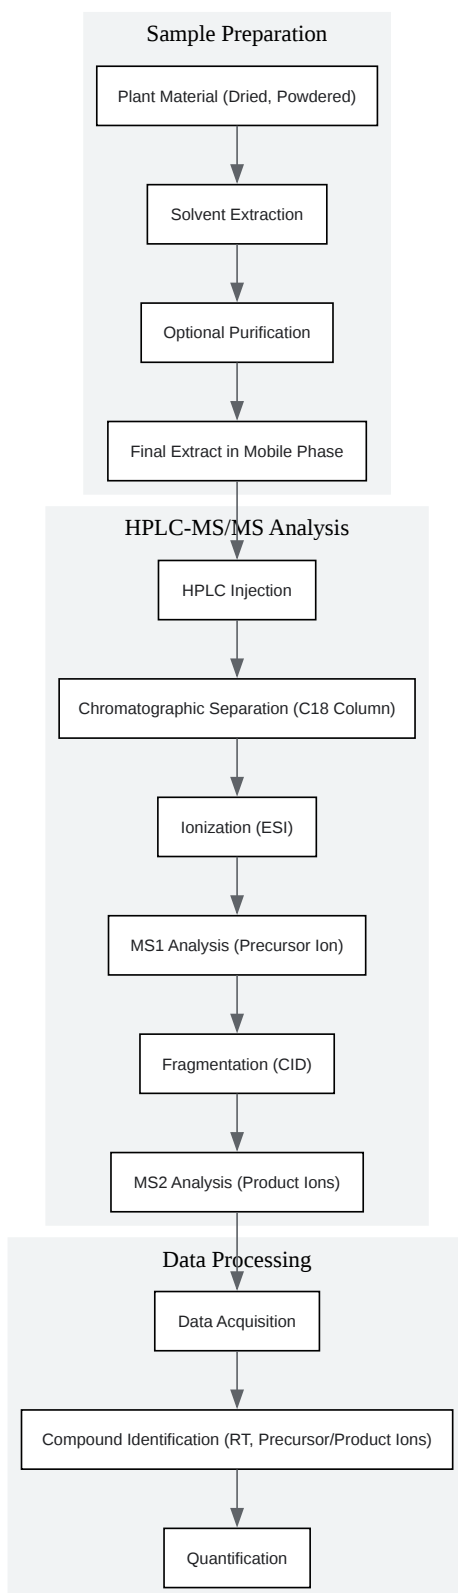 Sample Preparation
Plant Material (Dried, Powdered)
Solvent Extraction
Optional Purification
Final Extract in Mobile Phase
HPLC-MS/MS Analysis
HPLC Injection
Chromatographic Separation (C18 Column)
Ionization (ESI)
MS1 Analysis (Precursor Ion)
Fragmentation (CID)
MS2 Analysis (Product Ions)
Data Processing
Data Acquisition
Compound Identification (RT, Precursor/Product Ions)
Quantification